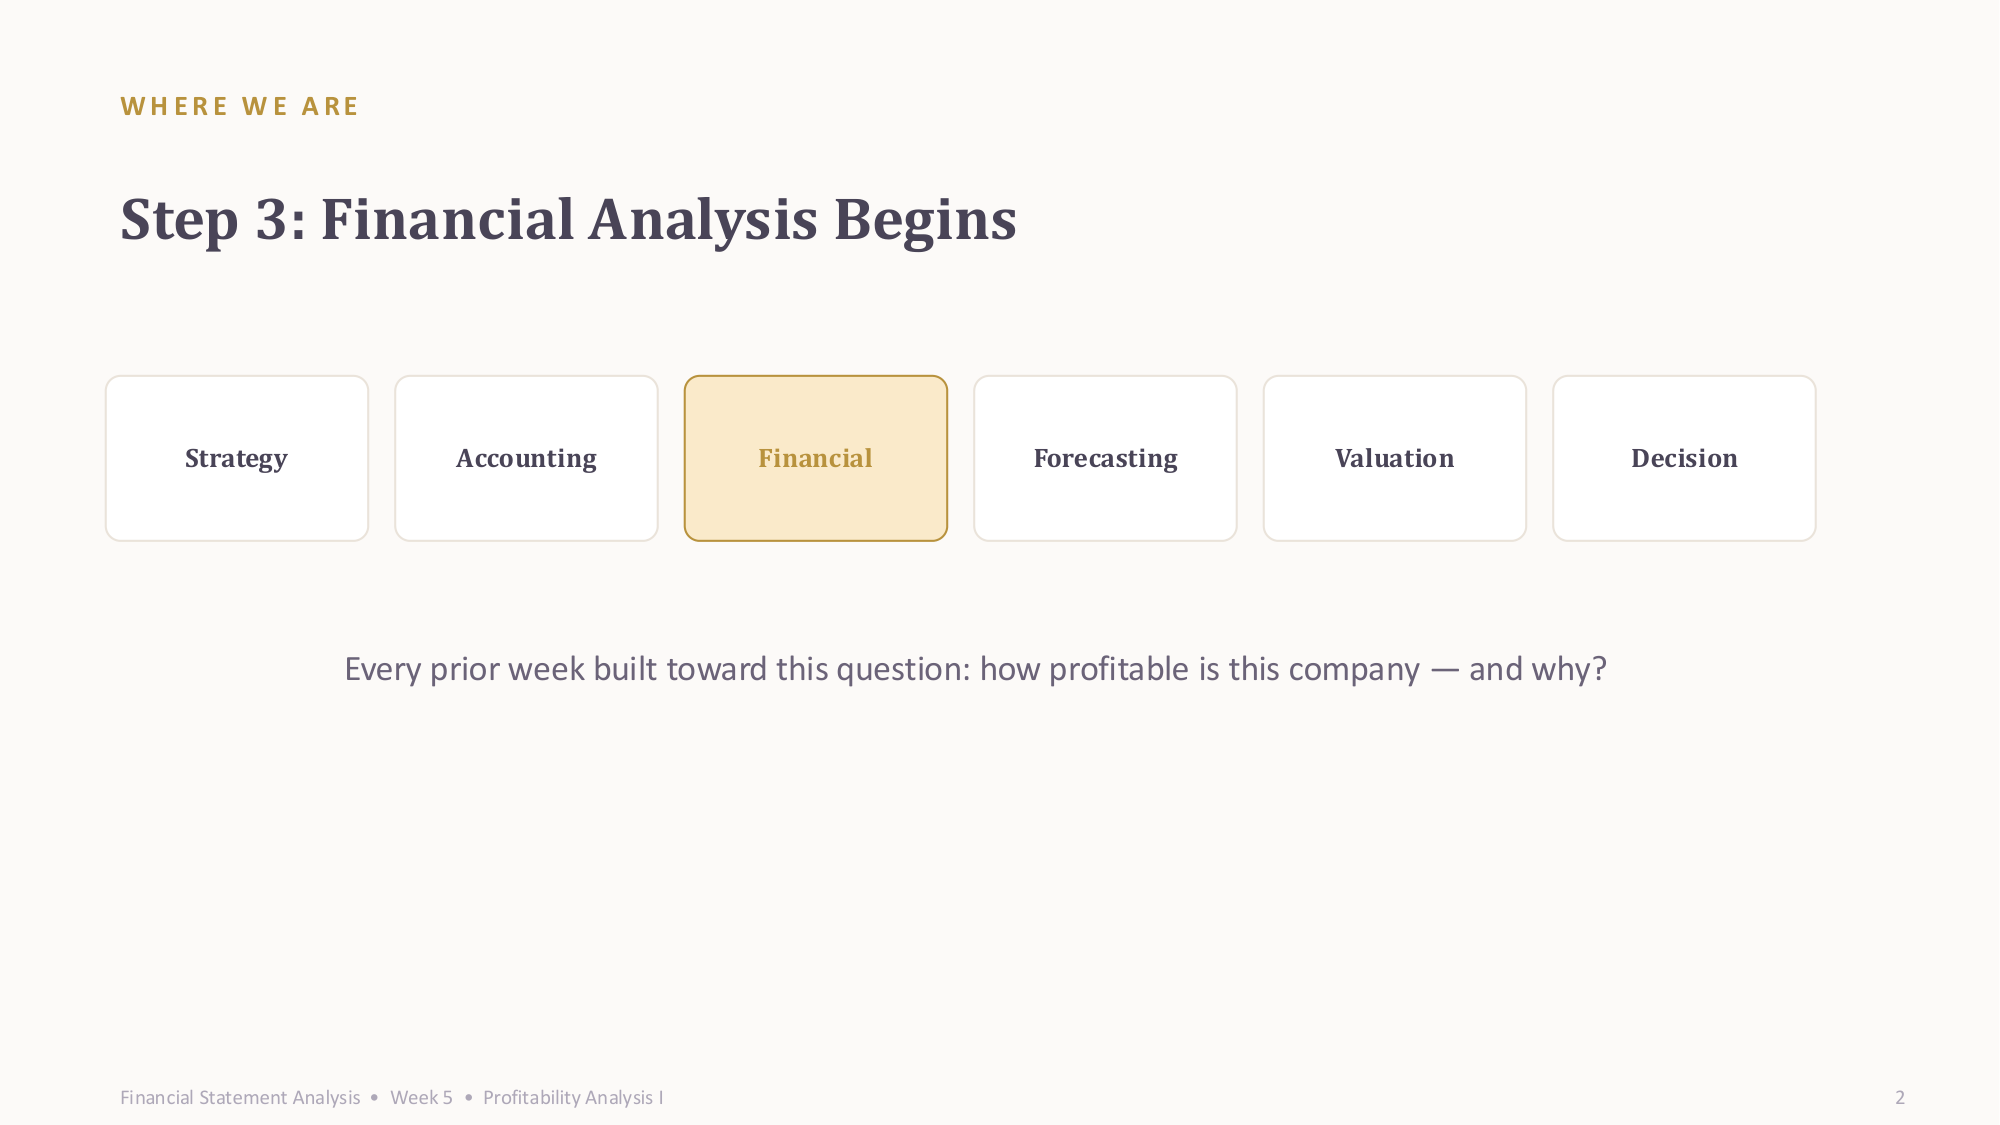 WHERE WE ARE
Step 3: Financial Analysis Begins
Strategy
Accounting
Financial
Forecasting
Valuation
Decision
Every prior week built toward this question: how profitable is this company — and why?
Financial Statement Analysis • Week 5 • Profitability Analysis I
2